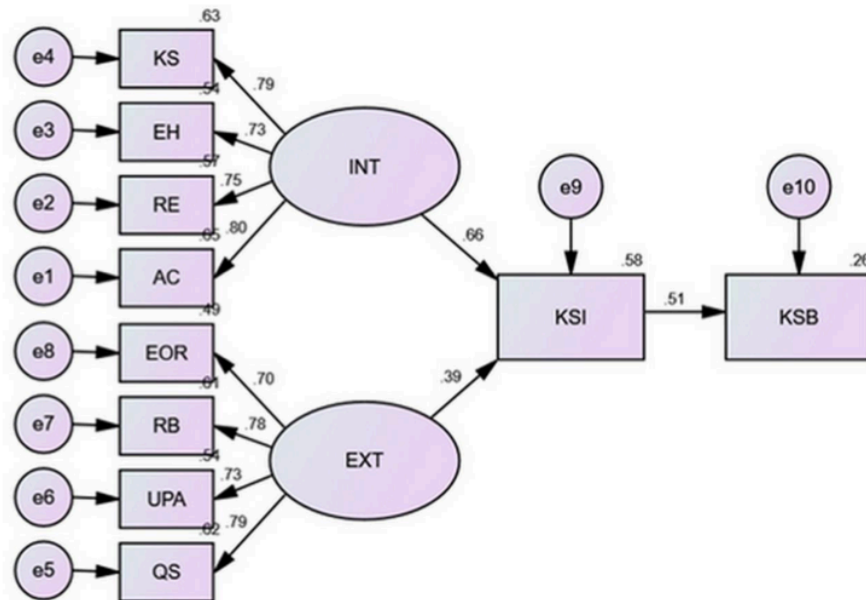 .63
e4
KS
.79
.54
e3
EH
.73
INT
.57
e2
RE
.75
.65
.80
e1
AC
.66
e9
e10
.49
.58
.26
KSI
.51
KSB
e8
EOR
.70
.61
.39
e7
RB
.78
.54
EXT
.73
e6
UPA
.62
.79
e5
QS